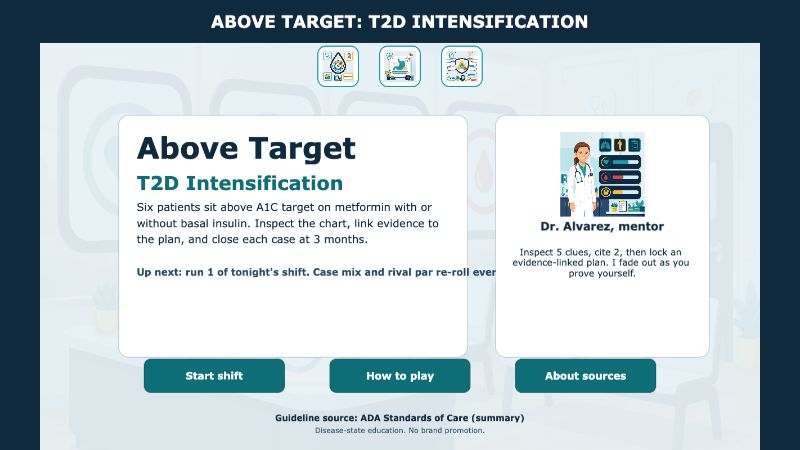 ABOVE TARGET: T2D INTENSIFICATION
Above Target
T2D Intensification
Six patients sit above A1C target on metformin with or
without basal insulin. Inspect the chart, link evidence to
the plan, and close each case at 3 months.
Up next: run 1 of tonight's shift. Case mix and rival par re-roll ever
Dr. Alvarez, mentor
Inspect 5 clues, cite 2, then lock an
evidence-linked plan. I fade out as you
prove yourself.
Start shift
How to play
About sources
Guideline source: ADA Standards of Care (summary)
Disease-state education. No brand promotion.